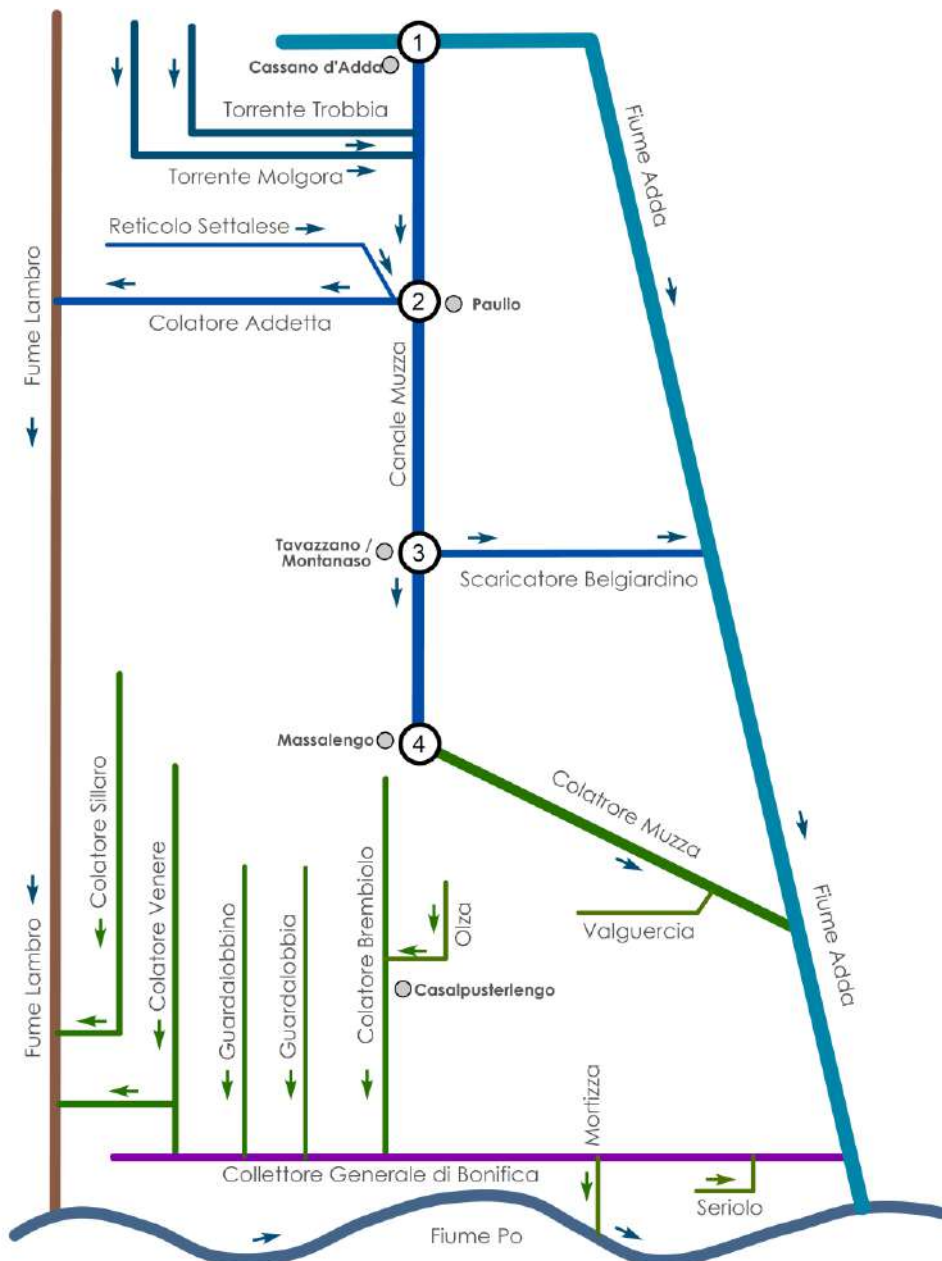 1
Cassano d'Adda
Torrente Trobbia
Torrente Molgora
Fiume Adda
Reticolo Settalese
Fume Lambro
2
Paullo
Colatore Addetta
Canale Muzza
Tavazzano /
Montanaso
3
Scaricatore Belgiardino
Massalengo
4
Colatrore Muzza
Colatore Sillaro
Colatore Venere
Colatore Brembiolo
Guardalobbino
Guardalobbia
Olza
Valguercia
Fiume Adda
Fume Lambro
Casalpusterlengo
Mortizza
Collettore Generale di Bonifica
Seriolo
Fiume Po